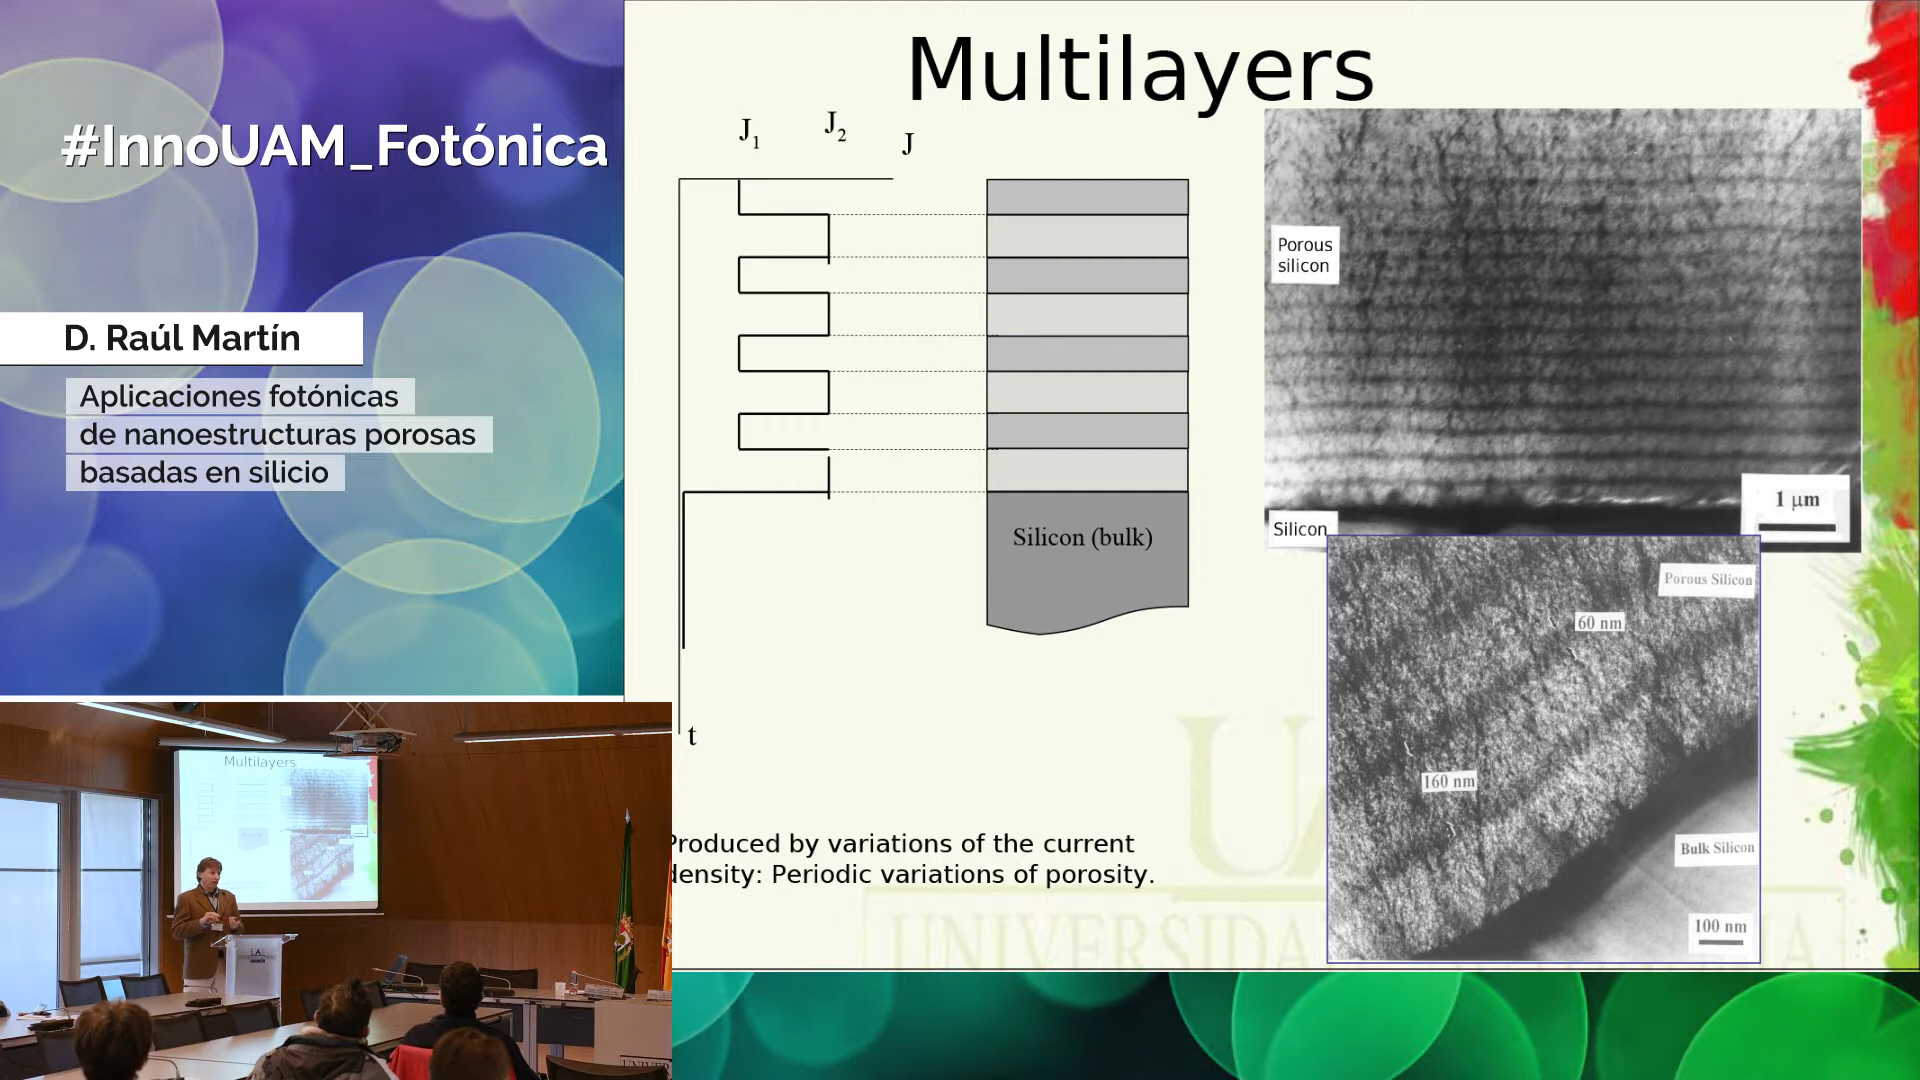 #InnoUAM_Fotónica
D. Raúl Martín
Aplicaciones fotónicas
de nanoestructuras porosas
basadas en silicio
Multilayers
J1
J2
J
t
Silicon (bulk)
Produced by variations of the current
density: Periodic variations of porosity.
Porous
silicon
1 µm
Silicon
Porous Silicon
60 nm
160 nm
Bulk Silicon
100 nm
Multilayers